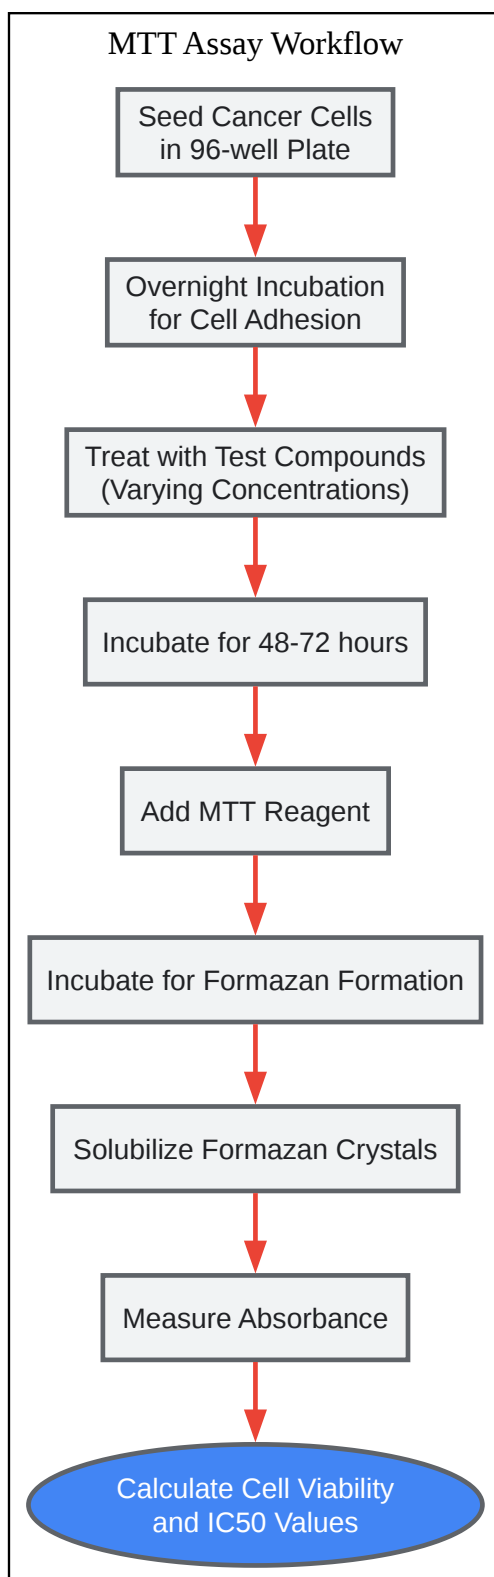 MTT Assay Workflow
Seed Cancer Cells
in 96-well Plate
Overnight Incubation
for Cell Adhesion
Treat with Test Compounds
(Varying Concentrations)
Incubate for 48-72 hours
Add MTT Reagent
Incubate for Formazan Formation
Solubilize Formazan Crystals
Measure Absorbance
Calculate Cell Viability
and IC50 Values